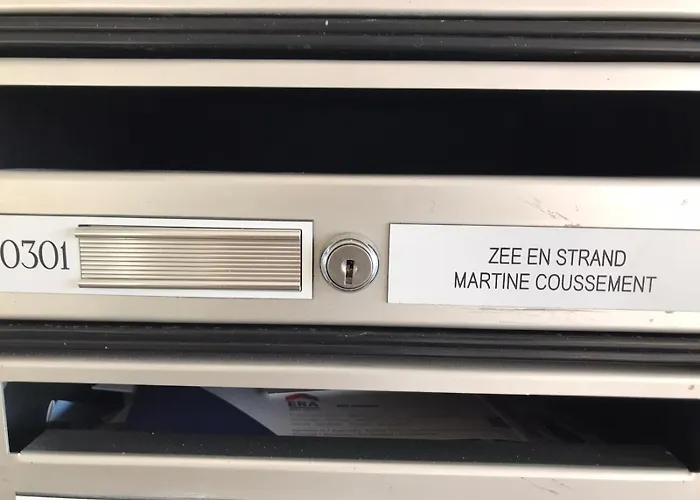 0301
ZEE EN STRAND
MARTINE COUSSEMENT
ERA